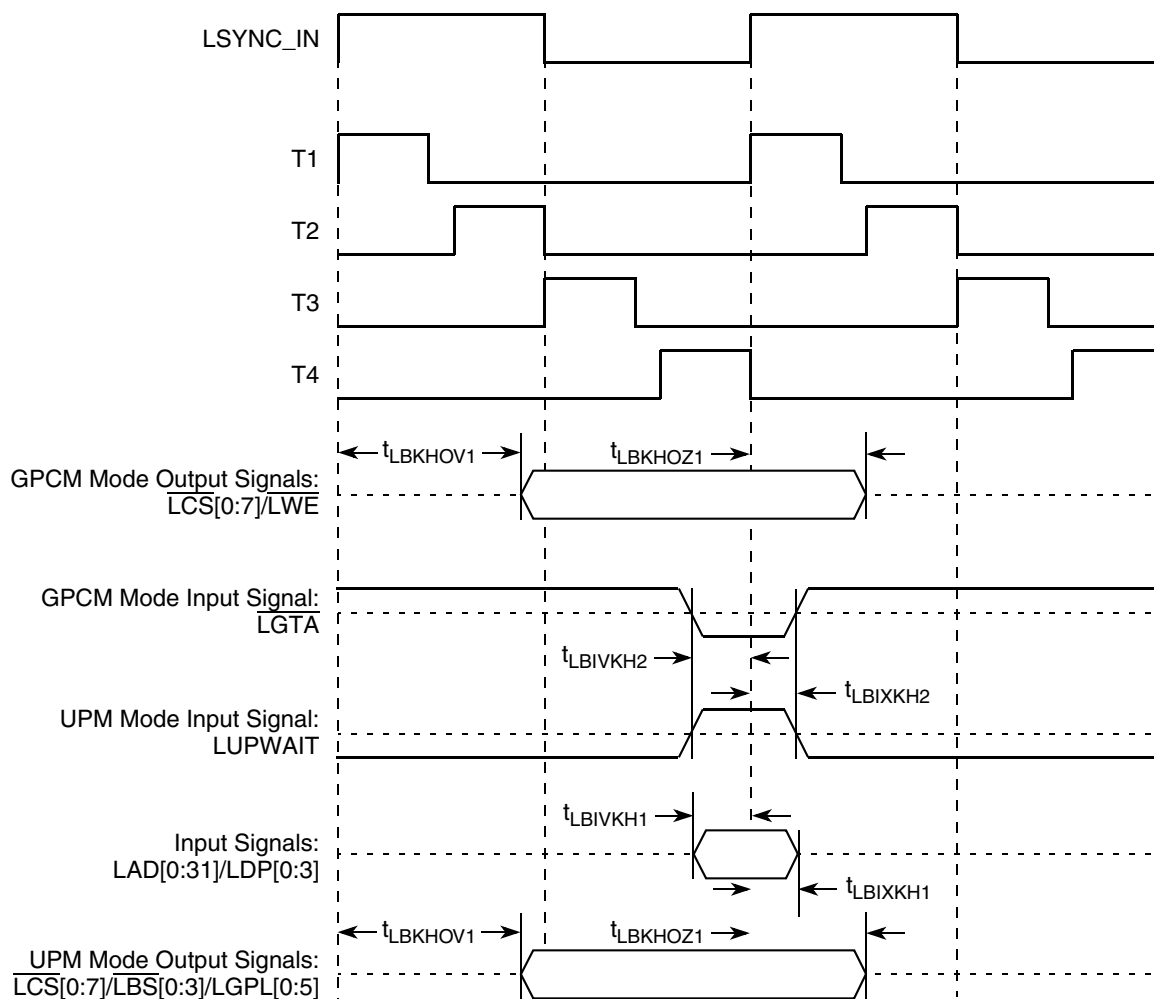 LSYNC_IN
T1
T2
T3
T4
tLBKHOV1 tLBKHOZ1
GPCM Mode Output Signals:
LCS[0:7]/LWE
GPCM Mode Input Signal:
LGTA
tLBIVKH2
tLBIXKH2
UPM Mode Input Signal:
LUPWAIT
tLBIVKH1
Input Signals:
LAD[0:31]/LDP[0:3]
tLBIXKH1
tLBKHOV1 tLBKHOZ1
UPM Mode Output Signals:
LCS[0:7]/LBS[0:3]/LGPL[0:5]